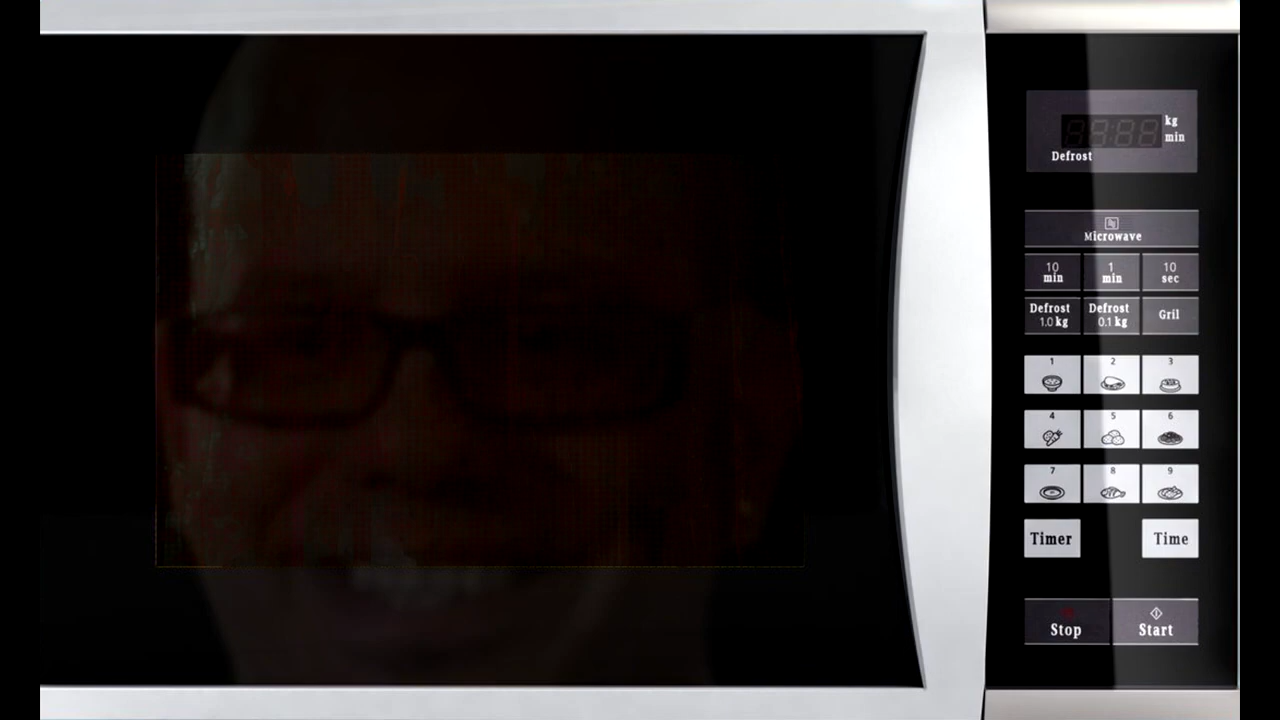 kg
min
Defrost
Microwave
10 min
1 min
10 sec
Defrost 1.0 kg
Defrost 0.1 kg
Gril
1
2
3
4
5
6
7
8
9
Timer
Time
Stop
Start